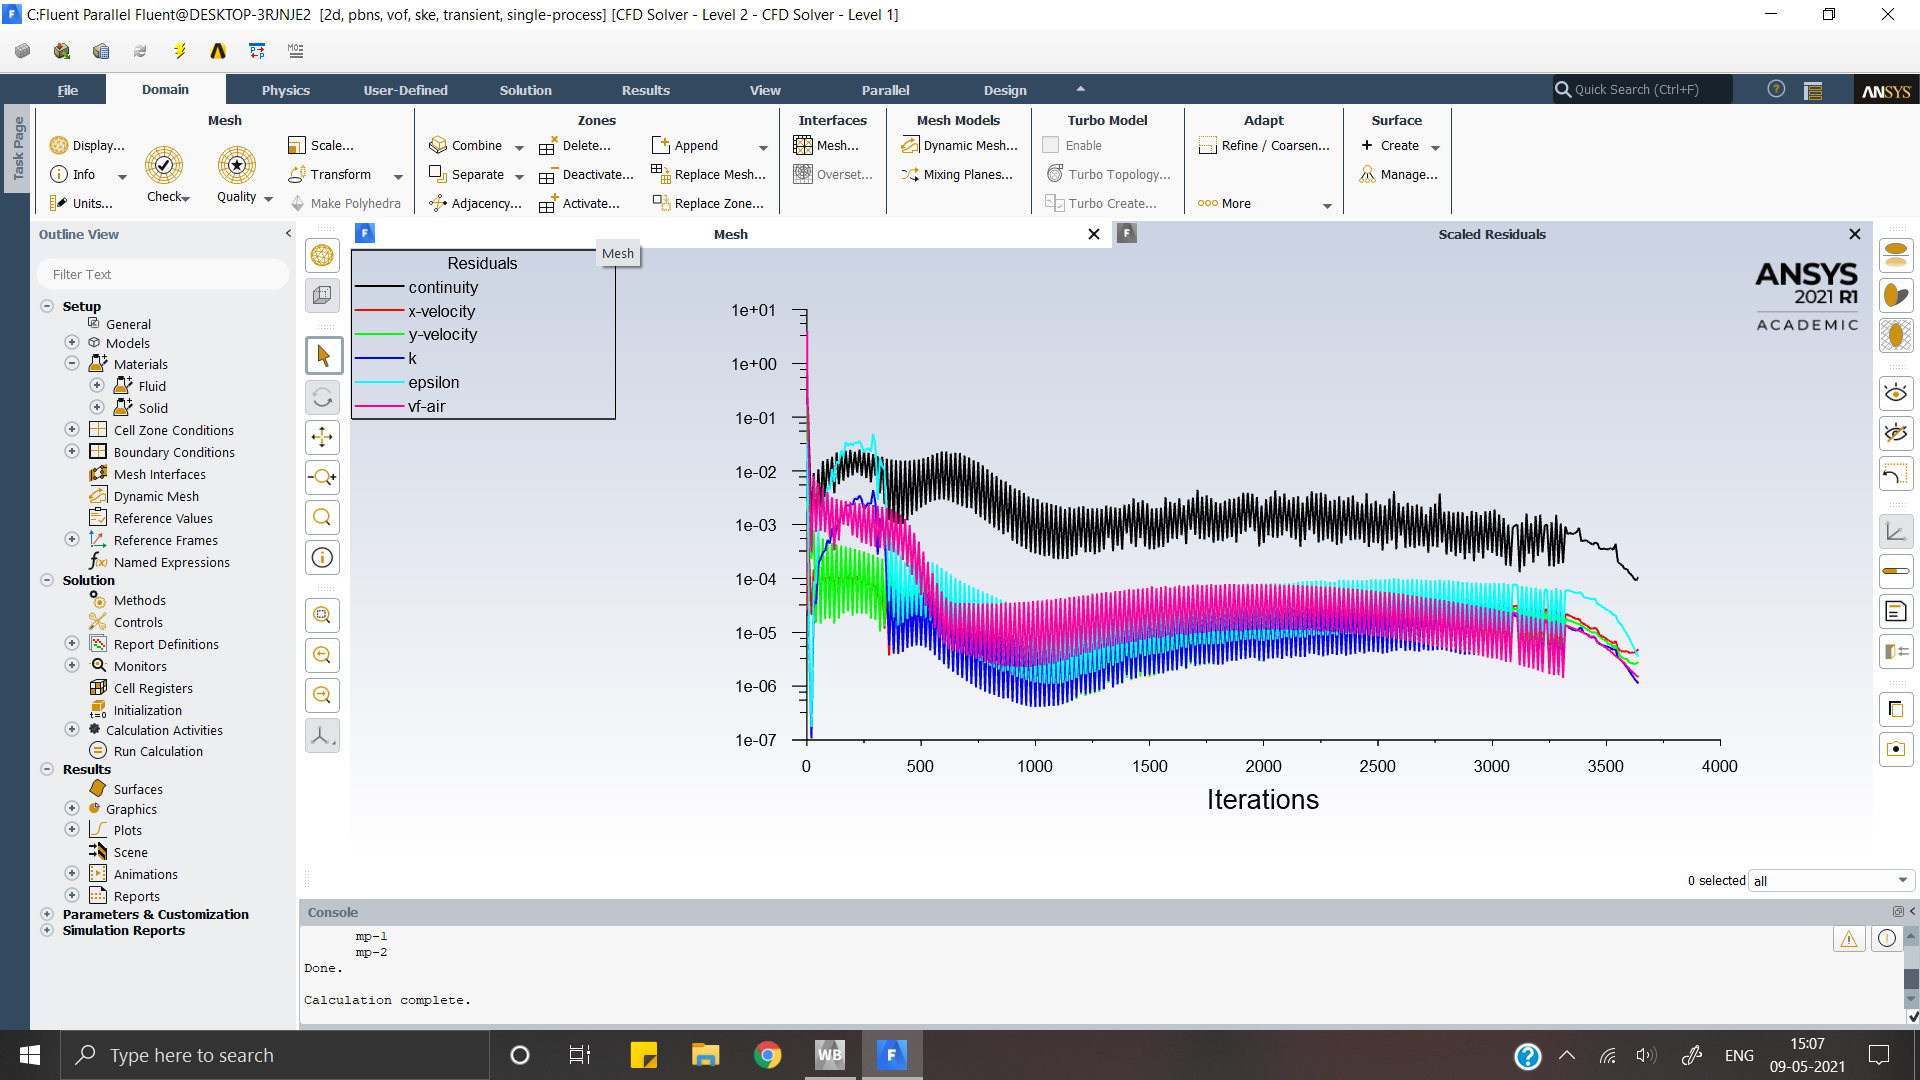 C:Fluent Parallel Fluent@DESKTOP-3RJNJE2 [2d, pbns, vof, ske, transient, single-process] [CFD Solver - Level 2 - CFD Solver - Level 1]
File Domain Physics User-Defined Solution Results View Parallel Design Quick Search (Ctrl+F) ANSYS
Task Page
Mesh
Display...
Info
Units...
Check
Quality
Scale...
Transform
Make Polyhedra
Zones
Combine Delete... Append
Separate Deactivate... Replace Mesh...
Adjacency... Activate... Replace Zone...
Interfaces
Mesh...
Overset...
Mesh Models
Dynamic Mesh...
Mixing Planes...
Turbo Model
Enable
Turbo Topology...
Turbo Create...
Adapt
Refine / Coarsen...
More
Surface
Create
Manage...
Outline View
Filter Text
Setup
General
Models
Materials
Fluid
Solid
Cell Zone Conditions
Boundary Conditions
Mesh Interfaces
Dynamic Mesh
Reference Values
Reference Frames
Named Expressions
Solution
Methods
Controls
Report Definitions
Monitors
Cell Registers
Initialization
Calculation Activities
Run Calculation
Results
Surfaces
Graphics
Plots
Scene
Animations
Reports
Parameters & Customization
Simulation Reports
Mesh
Scaled Residuals
Mesh
Residuals
continuity
x-velocity
y-velocity
k
epsilon
vf-air
ANSYS
2021 R1
ACADEMIC
1e+01
1e+00
1e-01
1e-02
1e-03
1e-04
1e-05
1e-06
1e-07
0 500 1000 1500 2000 2500 3000 3500 4000
Iterations
0 selected all
Console
mp-1
mp-2
Done.
Calculation complete.
Type here to search
WB
F
ENG
15:07
09-05-2021